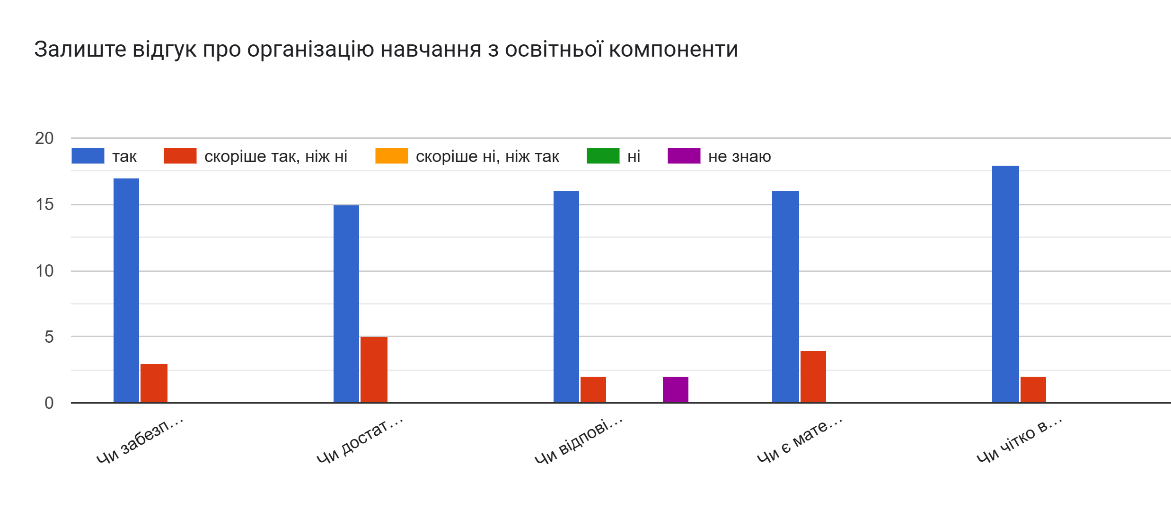 Залиште відгук про організацію навчання з освітньої компоненти
20
так скоріше так, ніж ні скоріше ні, ніж так ні не знаю
15
10
5
0
Чи забезп… Чи достат… Чи відпові… Чи є мате… Чи чітко в…